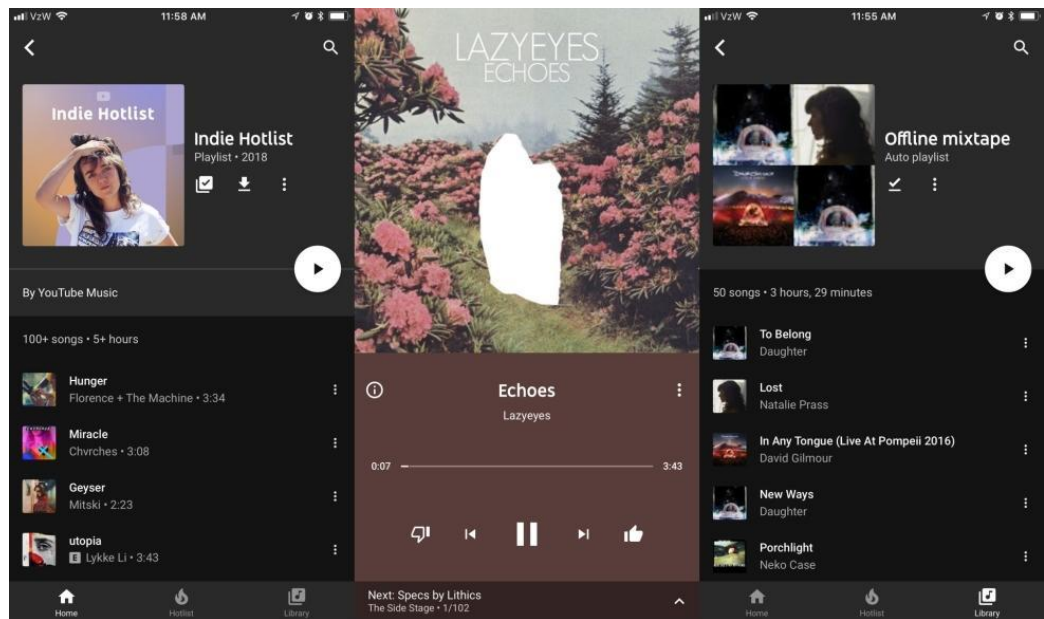 VzW 11:58 AM
Indie Hotlist
Indie Hotlist
Playlist • 2018
By YouTube Music
100+ songs • 5+ hours
Hunger
Florence + The Machine • 3:34
Miracle
Chvrches • 3:08
Geyser
Mitski • 2:23
utopia
E Lykke Li • 3:43
Home Hotlist Library
LAZYEYES
ECHOES
Echoes
Lazyeyes
0:07 3:43
Next: Specs by Lithics
The Side Stage • 1/102
VzW 11:55 AM
Offline mixtape
Auto playlist
50 songs • 3 hours, 29 minutes
To Belong
Daughter
Lost
Natalie Prass
In Any Tongue (Live At Pompeii 2016)
David Gilmour
New Ways
Daughter
Porchlight
Neko Case
Home Hotlist Library